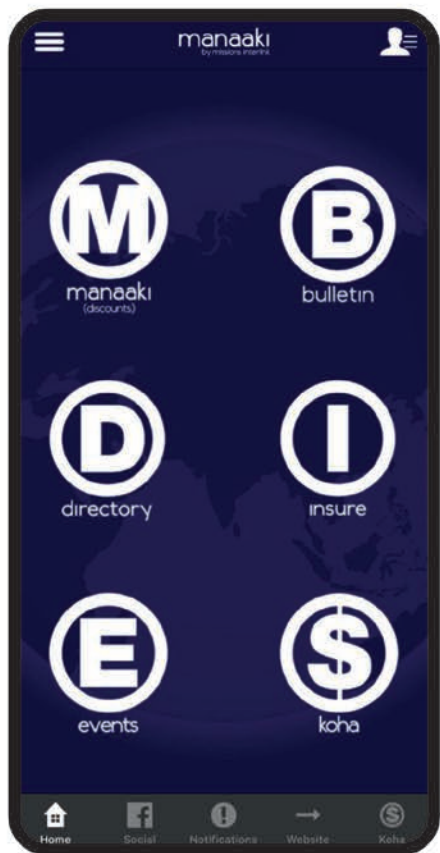 manaaki
by missions interlink
M B
manaaki bulletin
(discounts)
D I
directory insure
E $
events koha
Home Social Notifications Website Koha